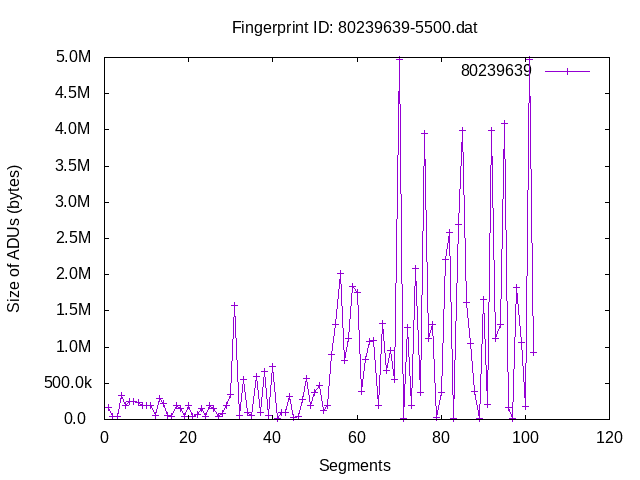 Fingerprint ID: 80239639-5500.dat
80239639
5.0M
4.5M
4.0M
3.5M
3.0M
2.5M
2.0M
1.5M
1.0M
500.0k
0.0
Size of ADUs (bytes)
0 20 40 60 80 100 120
Segments